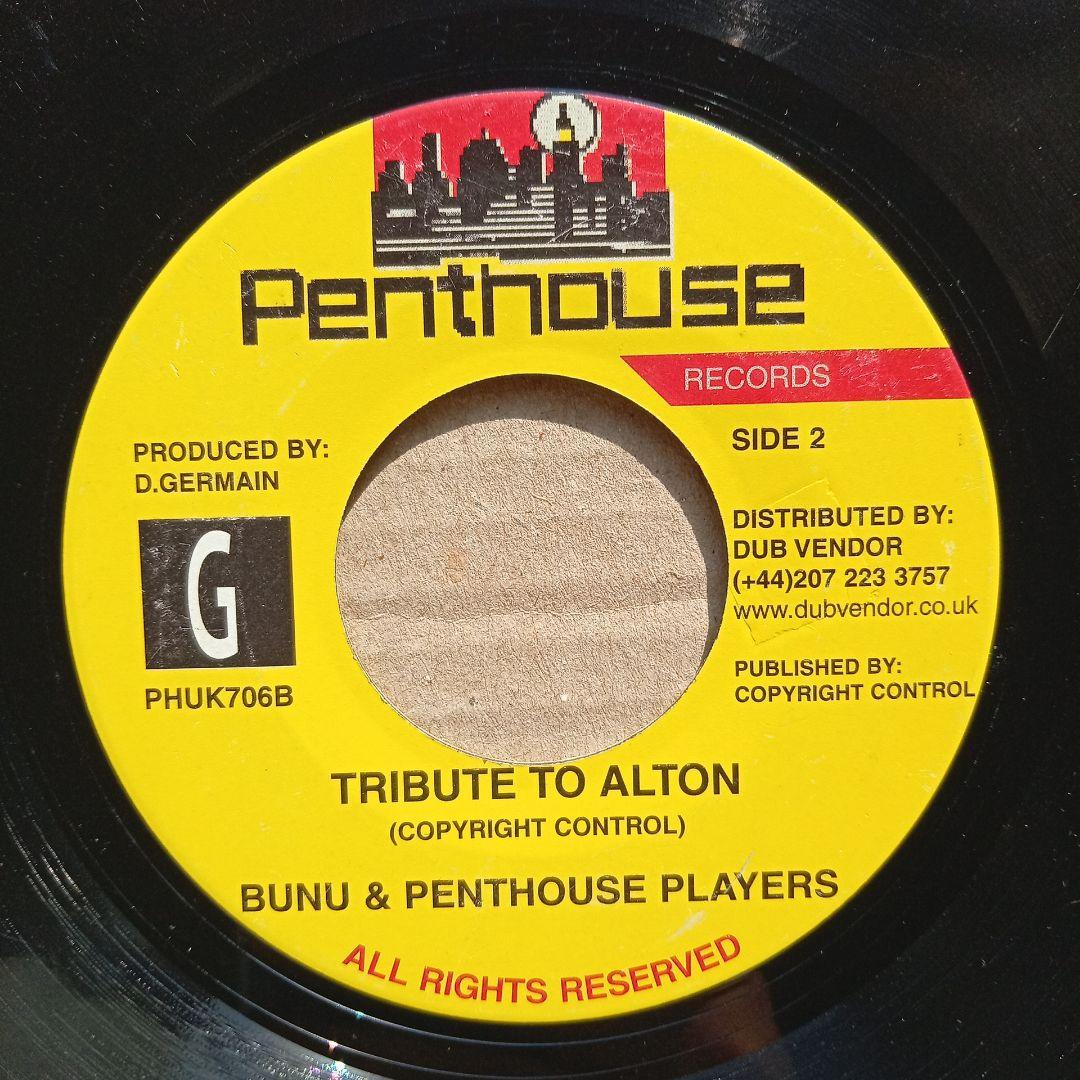 Penthouse
RECORDS
SIDE 2
PRODUCED BY:
D.GERMAIN
G
PHUK706B
DISTRIBUTED BY:
DUB VENDOR
(+44)207 223 3757
www.dubvendor.co.uk
PUBLISHED BY:
COPYRIGHT CONTROL
TRIBUTE TO ALTON
(COPYRIGHT CONTROL)
BUNU & PENTHOUSE PLAYERS
ALL RIGHTS RESERVED